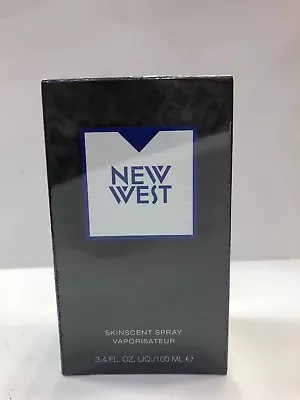 NEW
WEST
SKINSCENT SPRAY
VAPORISATEUR
3.4 FL. OZ. LIQ./100 ML ℮